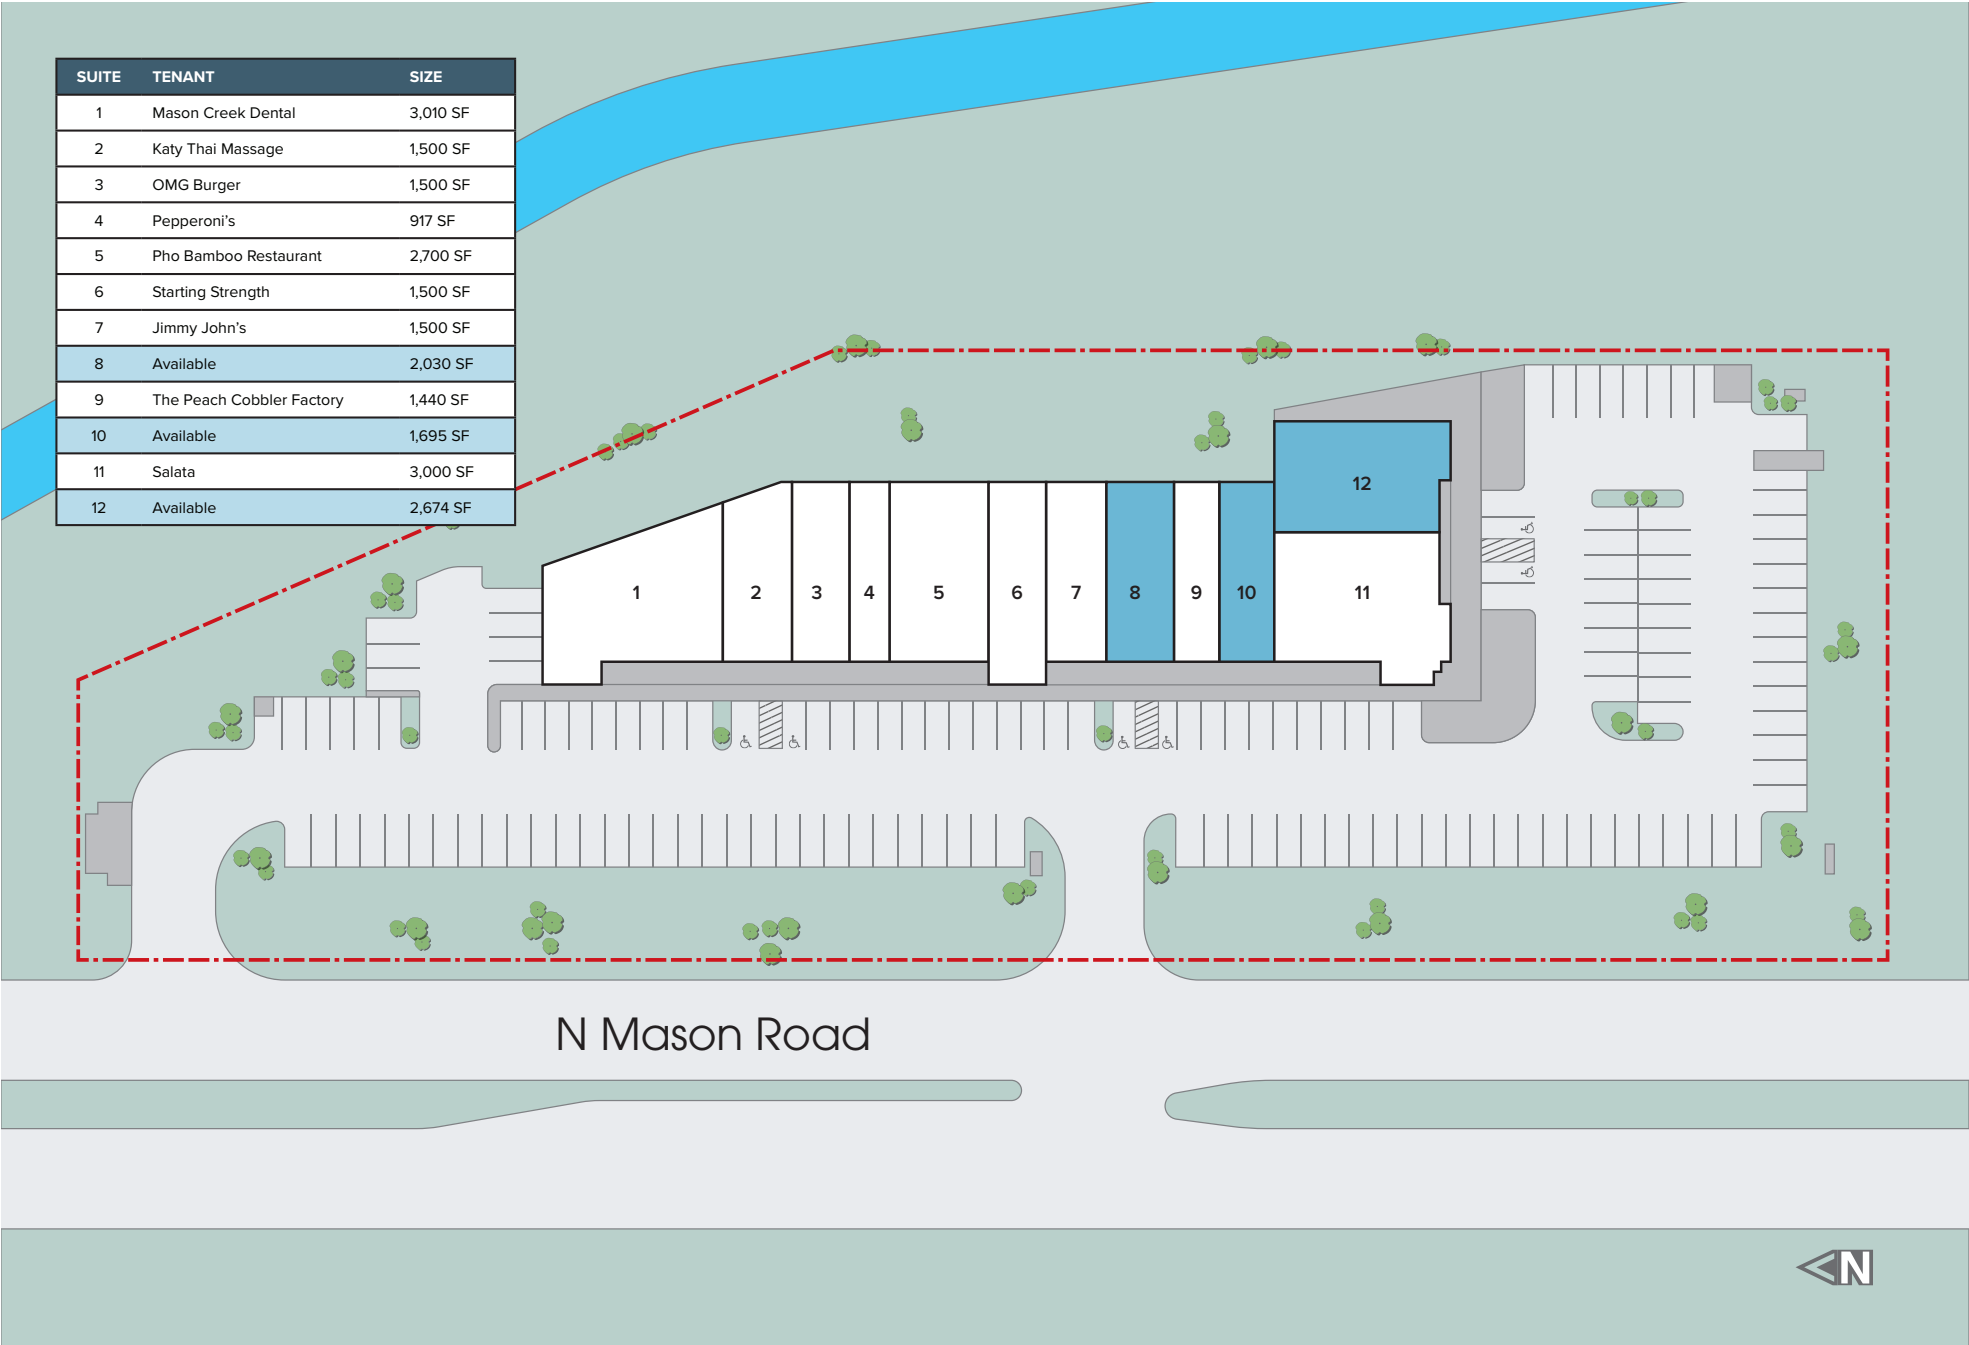 SUITE TENANT SIZE
1 Mason Creek Dental 3,010 SF
2 Katy Thai Massage 1,500 SF
3 OMG Burger 1,500 SF
4 Pepperoni’s 917 SF
5 Pho Bamboo Restaurant 2,700 SF
6 Starting Strength 1,500 SF
7 Jimmy John’s 1,500 SF
8 Available 2,030 SF
9 The Peach Cobbler Factory 1,440 SF
10 Available 1,695 SF
11 Salata 3,000 SF
12 Available 2,674 SF
12
1 2 3 4 5 6 7 8 9 10 11
N Mason Road
N